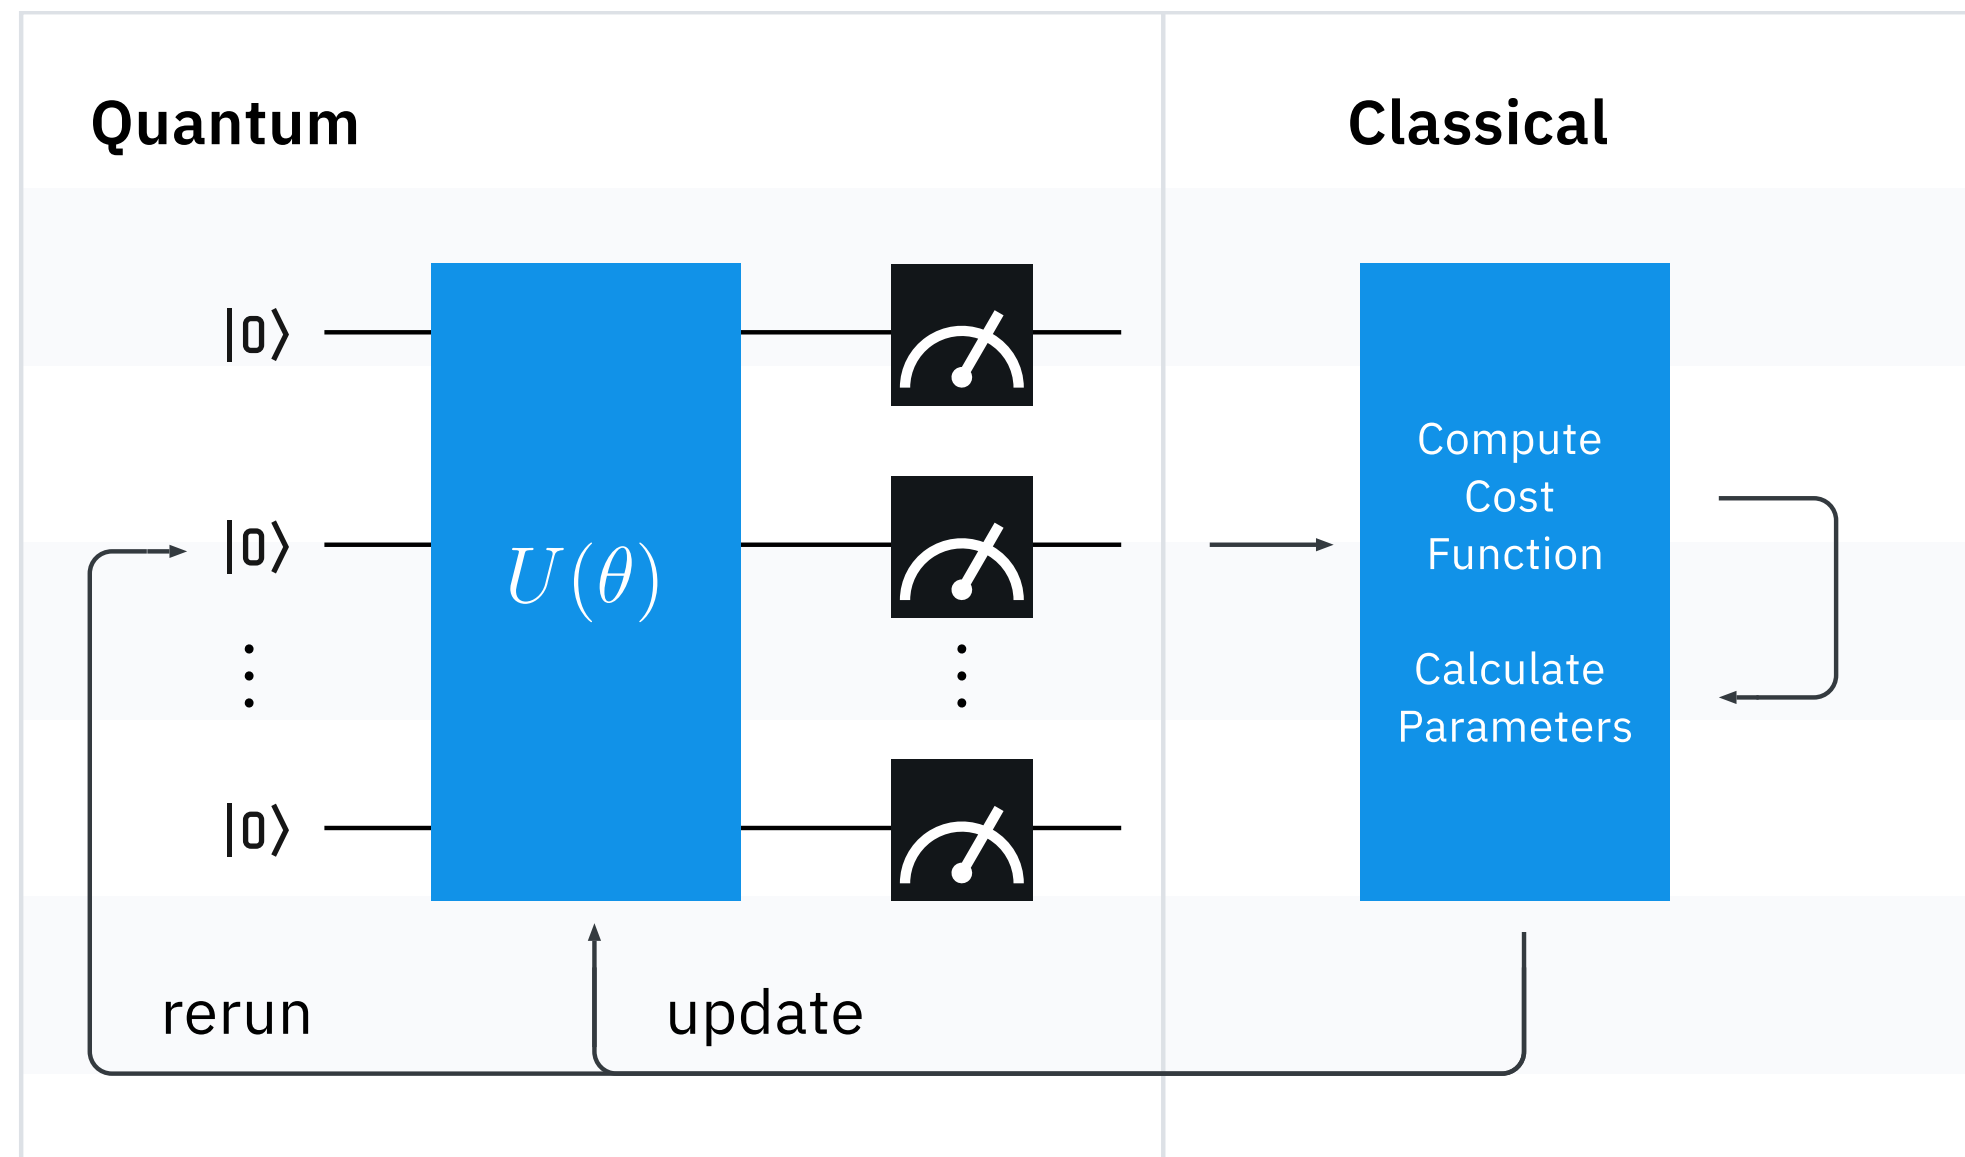 Quantum
Classical
|0⟩
|0⟩
⋮
|0⟩
U(θ)
⋮
Compute
Cost
Function
Calculate
Parameters
rerun
update